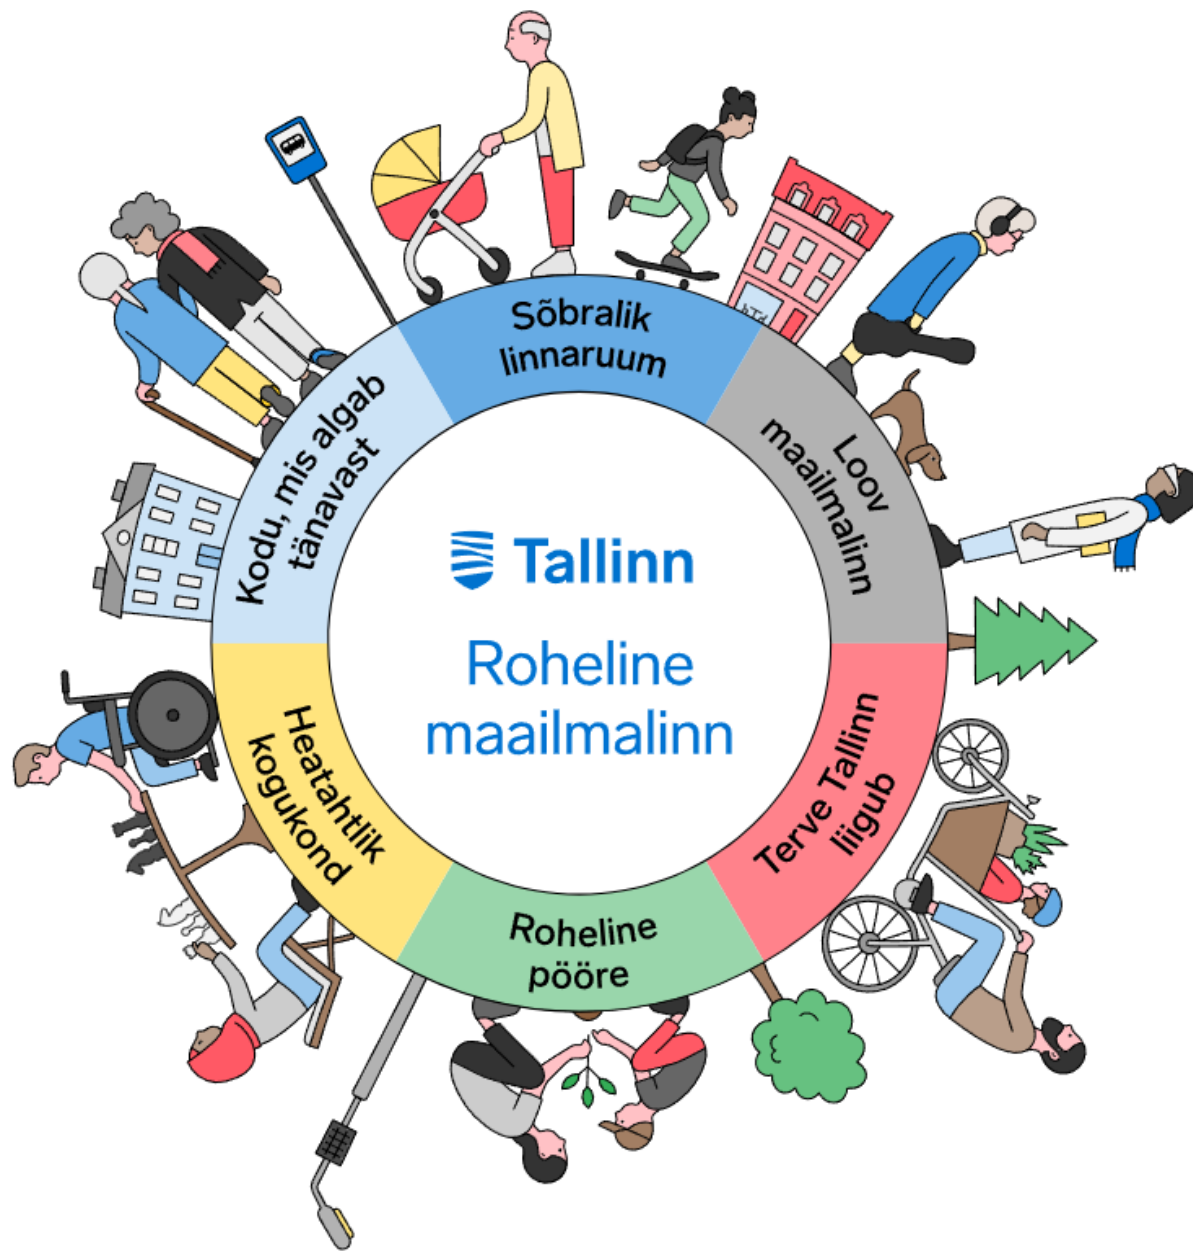 Tallinn
Roheline
maailmalinn
Sõbralik
linnaruum
Loov
maailmalinn
Terve Tallinn
liigub
Roheline
pööre
Heatahtlik
kogukond
Kodu, mis algab
tänavast